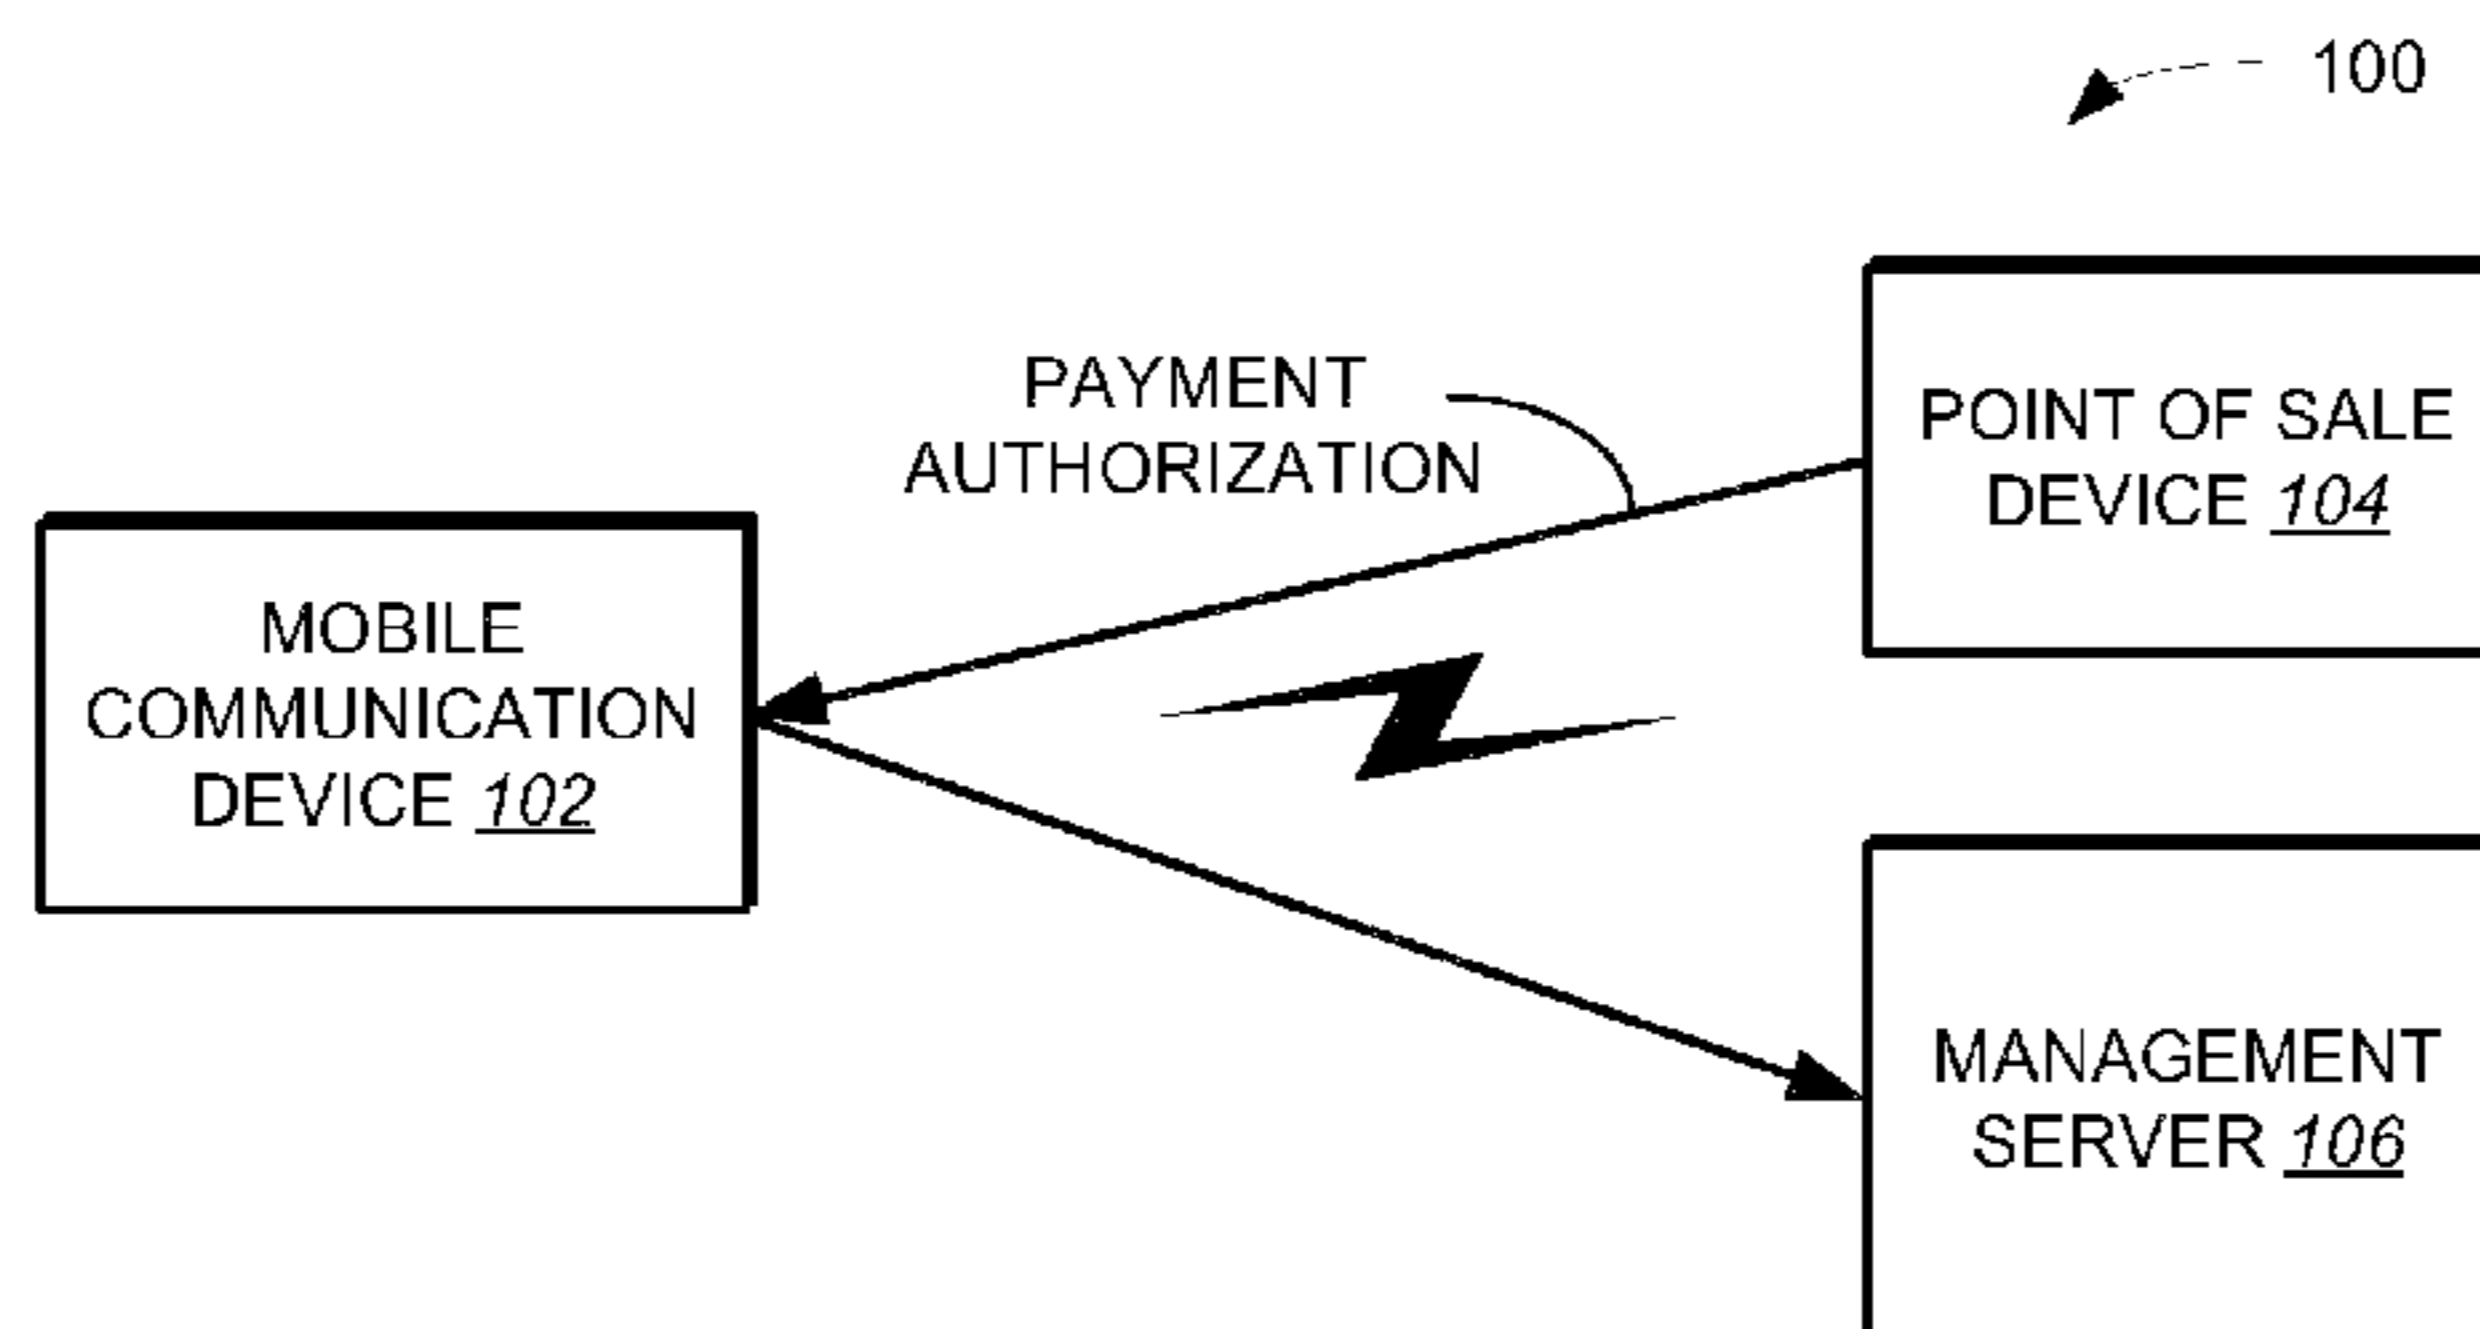 100
PAYMENT
AUTHORIZATION
POINT OF SALE
DEVICE 104
MOBILE
COMMUNICATION
DEVICE 102
MANAGEMENT
SERVER 106